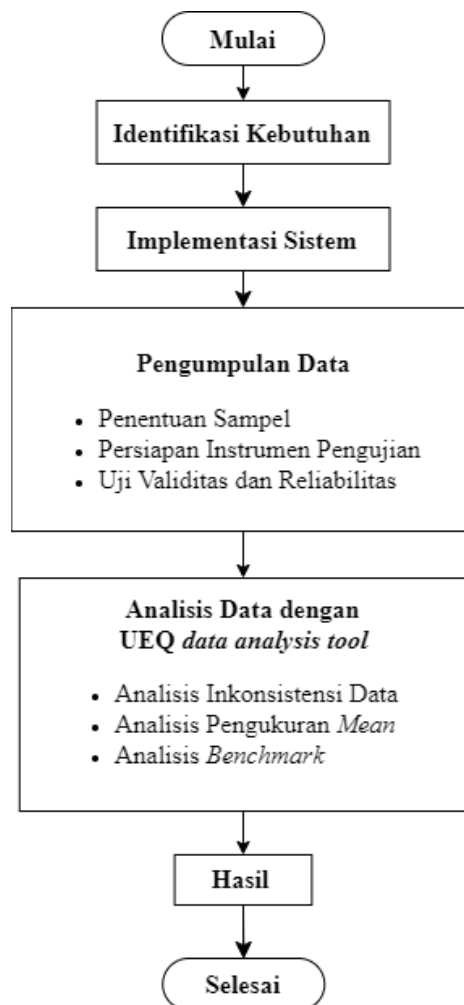 Mulai
Identifikasi Kebutuhan
Implementasi Sistem
Pengumpulan Data
• Penentuan Sampel
• Persiapan Instrumen Pengujian
• Uji Validitas dan Reliabilitas
Analisis Data dengan
UEQ data analysis tool
• Analisis Inkonsistensi Data
• Analisis Pengukuran Mean
• Analisis Benchmark
Hasil
Selesai